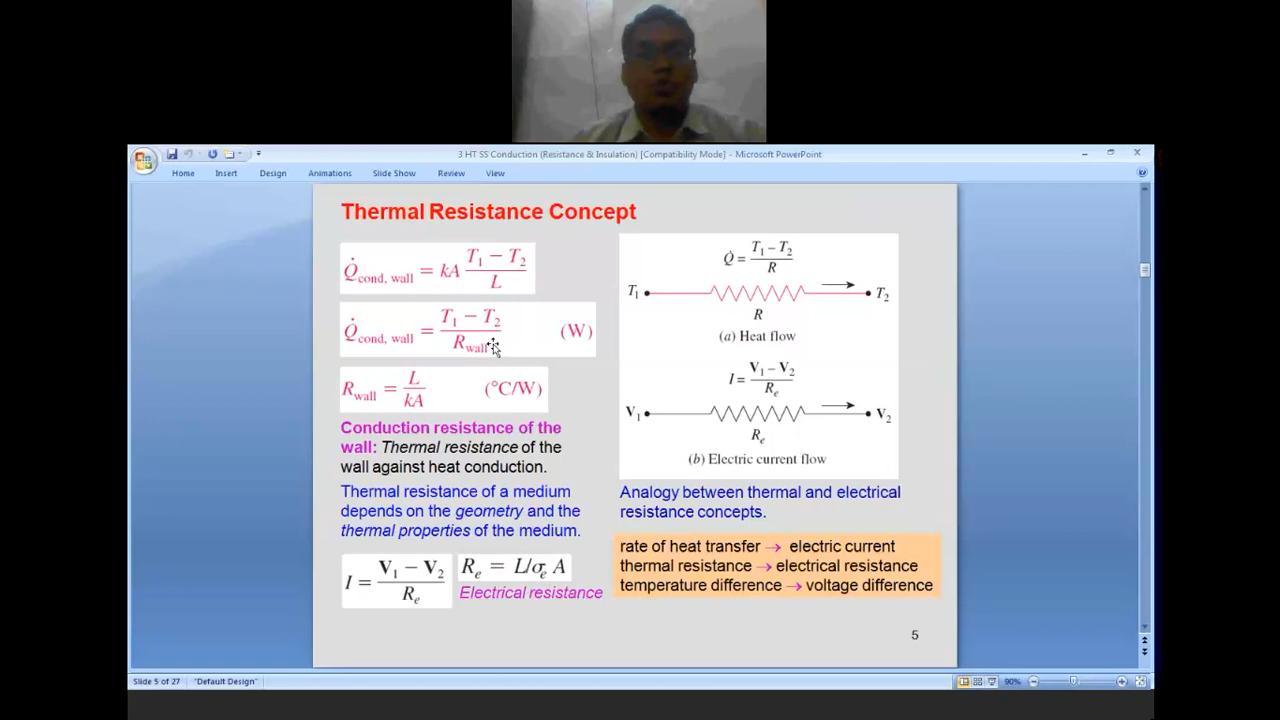 3 HT SS Conduction (Resistance & Insulation) [Compatibility Mode] - Microsoft PowerPoint
Home Insert Design Animations Slide Show Review View
Thermal Resistance Concept
Q̇cond, wall = kA (T₁ − T₂)/L
Q̇cond, wall = (T₁ − T₂)/Rwall (W)
Rwall = L/kA (°C/W)
Conduction resistance of the
wall: Thermal resistance of the
wall against heat conduction.
Thermal resistance of a medium
depends on the geometry and the
thermal properties of the medium.
I = (V₁ − V₂)/Rₑ
Rₑ = L/σₑ A
Electrical resistance
Q̇ = (T₁ − T₂)/R
T₁ T₂
R
(a) Heat flow
I = (V₁ − V₂)/Rₑ
V₁ V₂
Rₑ
(b) Electric current flow
Analogy between thermal and electrical
resistance concepts.
rate of heat transfer → electric current
thermal resistance → electrical resistance
temperature difference → voltage difference
5
Slide 5 of 27 "Default Design" 90%